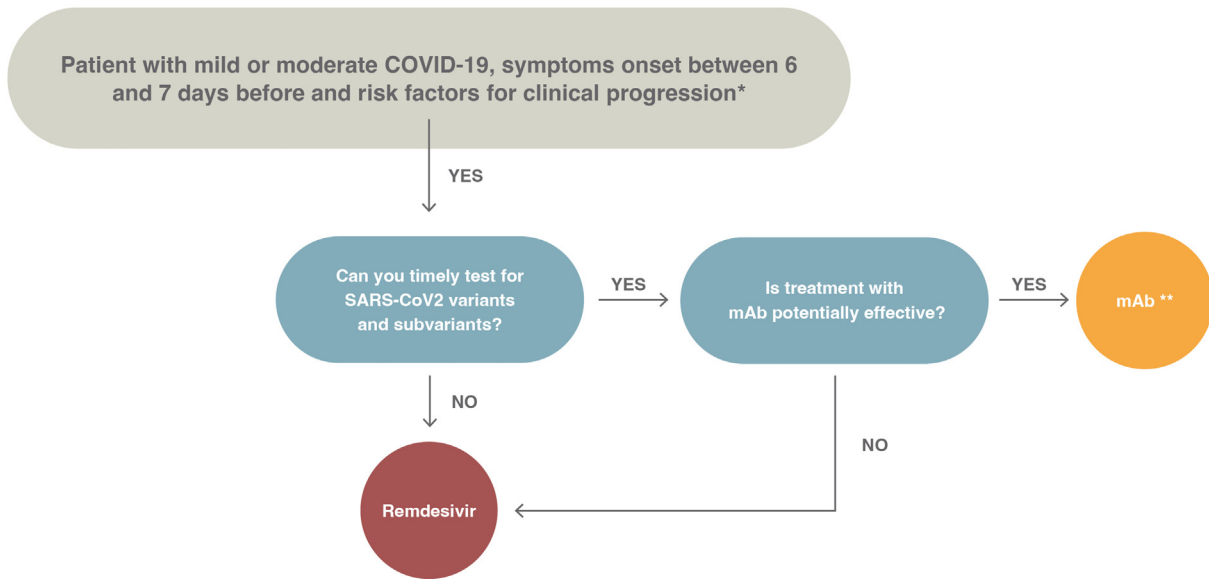 Patient with mild or moderate COVID-19, symptoms onset between 6
and 7 days before and risk factors for clinical progression*
YES
Can you timely test for
SARS-CoV2 variants
and subvariants?
YES
Is treatment with
mAb potentially effective?
YES
mAb **
NO
NO
Remdesivir